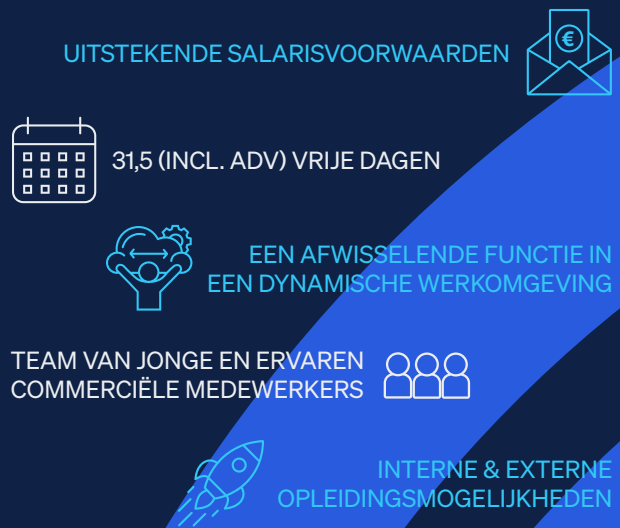 UITSTEKENDE SALARISVOORWAARDEN
€
31,5 (INCL. ADV) VRIJE DAGEN
EEN AFWISSELENDE FUNCTIE IN
EEN DYNAMISCHE WERKOMGEVING
TEAM VAN JONGE EN ERVAREN
COMMERCIËLE MEDEWERKERS
INTERNE & EXTERNE
OPLEIDINGSMOGELIJKHEDEN